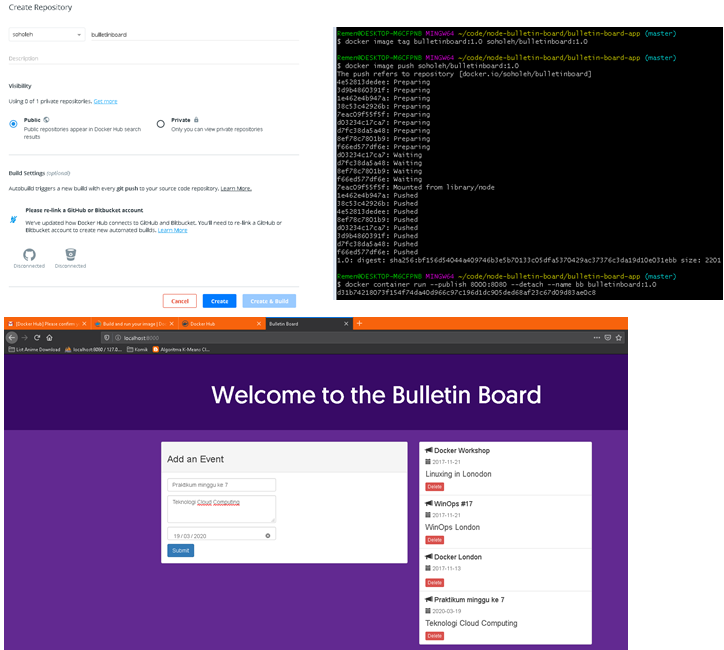 Create Repository
soholeh
bullletinboard
Description
Visibility
Using 0 of 1 private repositories. Get more
Public
Public repositories appear in Docker Hub search
results
Private
Only you can view private repositories
Build Settings (optional)
Autobuild triggers a new build with every git push to your source code repository. Learn More.
Please re-link a GitHub or Bitbucket account
We've updated how Docker Hub connects to GitHub and Bitbucket. You'll need to re-link a GitHub or
Bitbucket account to create new automated builds. Learn More
Disconnected
Disconnected
Cancel
Create
Create & Build
Remen@DESKTOP-M6CFPNB MINGW64 ~/code/node-bulletin-board/bulletin-board-app (master)
$ docker image tag bulletinboard:1.0 soholeh/bulletinboard:1.0
Remen@DESKTOP-M6CFPNB MINGW64 ~/code/node-bulletin-board/bulletin-board-app (master)
$ docker image push soholeh/bulletinboard:1.0
The push refers to repository [docker.io/soholeh/bulletinboard]
4e52813dedee: Preparing
3d9b4860391f: Preparing
1e462e4b947a: Preparing
38c53c42926b: Preparing
7eac09f55f5f: Preparing
d03234c17ca7: Preparing
d7fc38da5a48: Preparing
8ef78c7801b9: Preparing
f66ed577df6e: Preparing
d03234c17ca7: Waiting
d7fc38da5a48: Waiting
8ef78c7801b9: Waiting
f66ed577df6e: Waiting
7eac09f55f5f: Mounted from library/node
1e462e4b947a: Pushed
38c53c42926b: Pushed
4e52813dedee: Pushed
8ef78c7801b9: Pushed
d03234c17ca7: Pushed
3d9b4860391f: Pushed
d7fc38da5a48: Pushed
f66ed577df6e: Pushed
1.0: digest: sha256:bf156d54044a409746b3e5b70133c05dfa5370429ac37376c3da19d10e031ebb size: 2201
Remen@DESKTOP-M6CFPNB MINGW64 ~/code/node-bulletin-board/bulletin-board-app (master)
$ docker container run --publish 8000:8080 --detach --name bb bulletinboard:1.0
d31b74218073f154f74da40d966c97c196d1dc905ded68af23c67d09d83ae0c8
[Docker Hub] Please confirm
Build and run your image | D
Docker Hub
Bulletin Board
localhost:8000
List Anime Download
localhost:8080 / 127.0...
Komik
Algoritma K-Means Cl...
Welcome to the Bulletin Board
Add an Event
Praktikum minggu ke 7
Teknologi Cloud Computing
19 / 03 / 2020
Submit
Docker Workshop
2017-11-21
Linuxing in Lonodon
Delete
WinOps #17
2017-11-21
WinOps London
Delete
Docker London
2017-11-13
Delete
Praktikum minggu ke 7
2020-03-19
Teknologi Cloud Computing
Delete